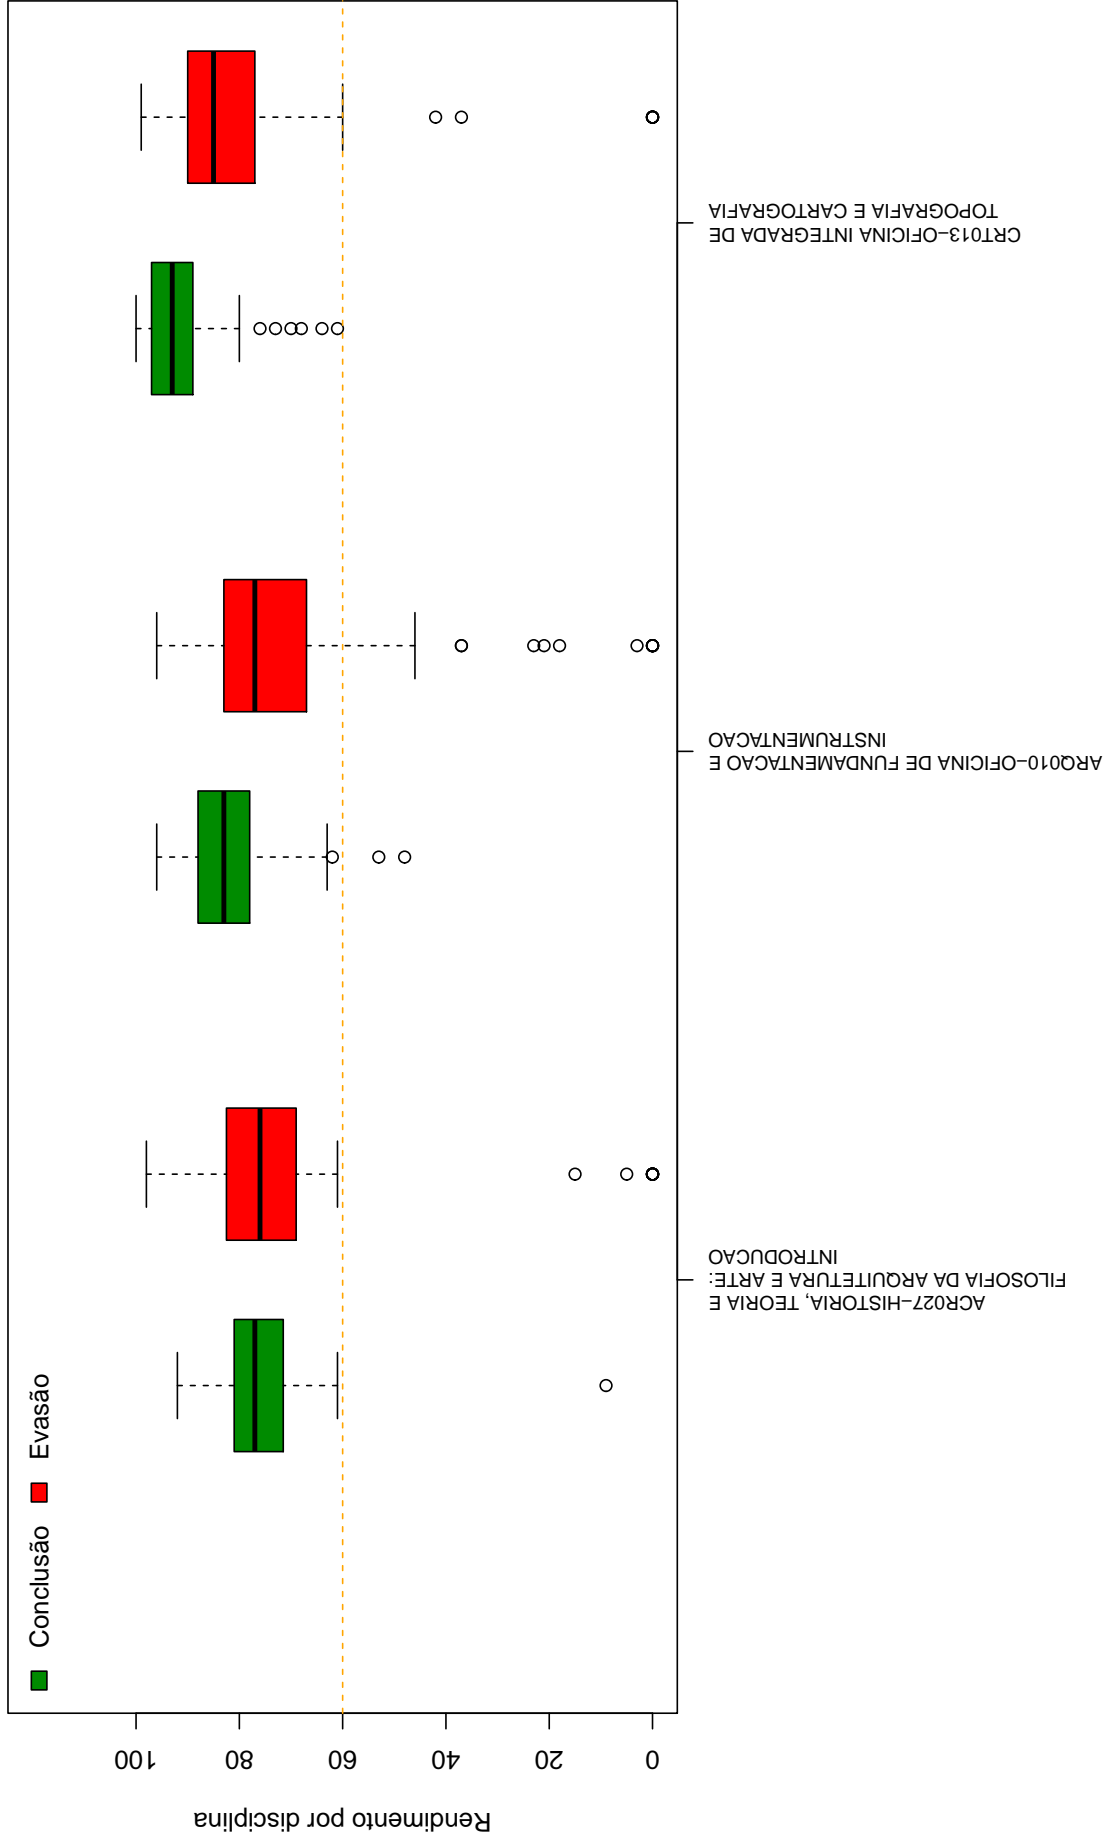 Conclusão
Evasão
Rendimento por disciplina
0
20
40
60
80
100
ACR027−HISTORIA, TEORIA E
FILOSOFIA DA ARQUITETURA E ARTE:
INTRODUCAO
ARQ010−OFICINA DE FUNDAMENTACAO E
INSTRUMENTACAO
CRT013−OFICINA INTEGRADA DE
TOPOGRAFIA E CARTOGRAFIA